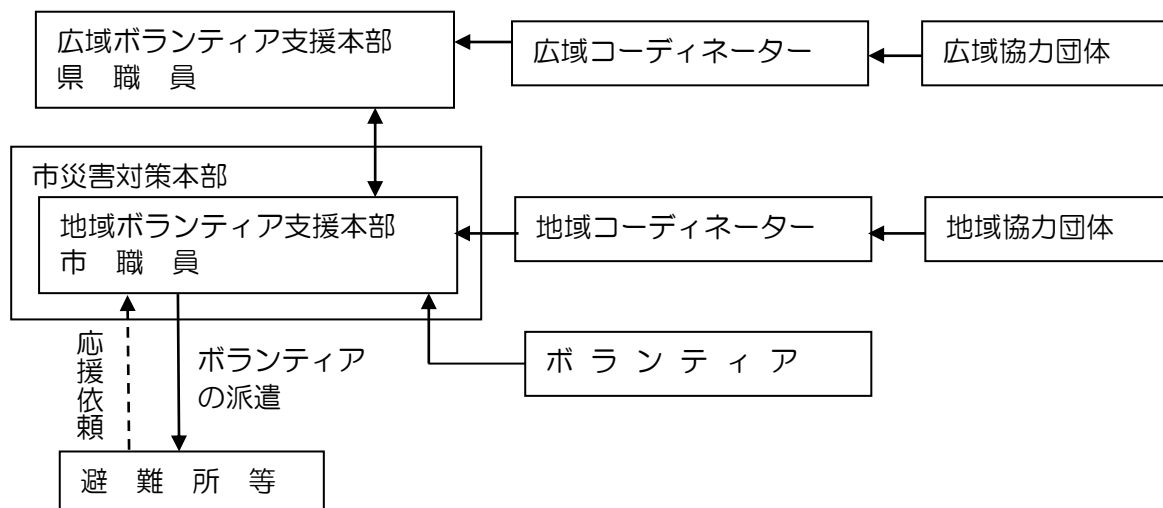 広域ボランティア支援本部
県　職　員
広域コーディネーター
広域協力団体
市災害対策本部
地域ボランティア支援本部
市　職　員
地域コーディネーター
地域協力団体
応援依頼
ボランティア
の派遣
ボ　ラ　ン　テ　ィ　ア
避　難　所　等